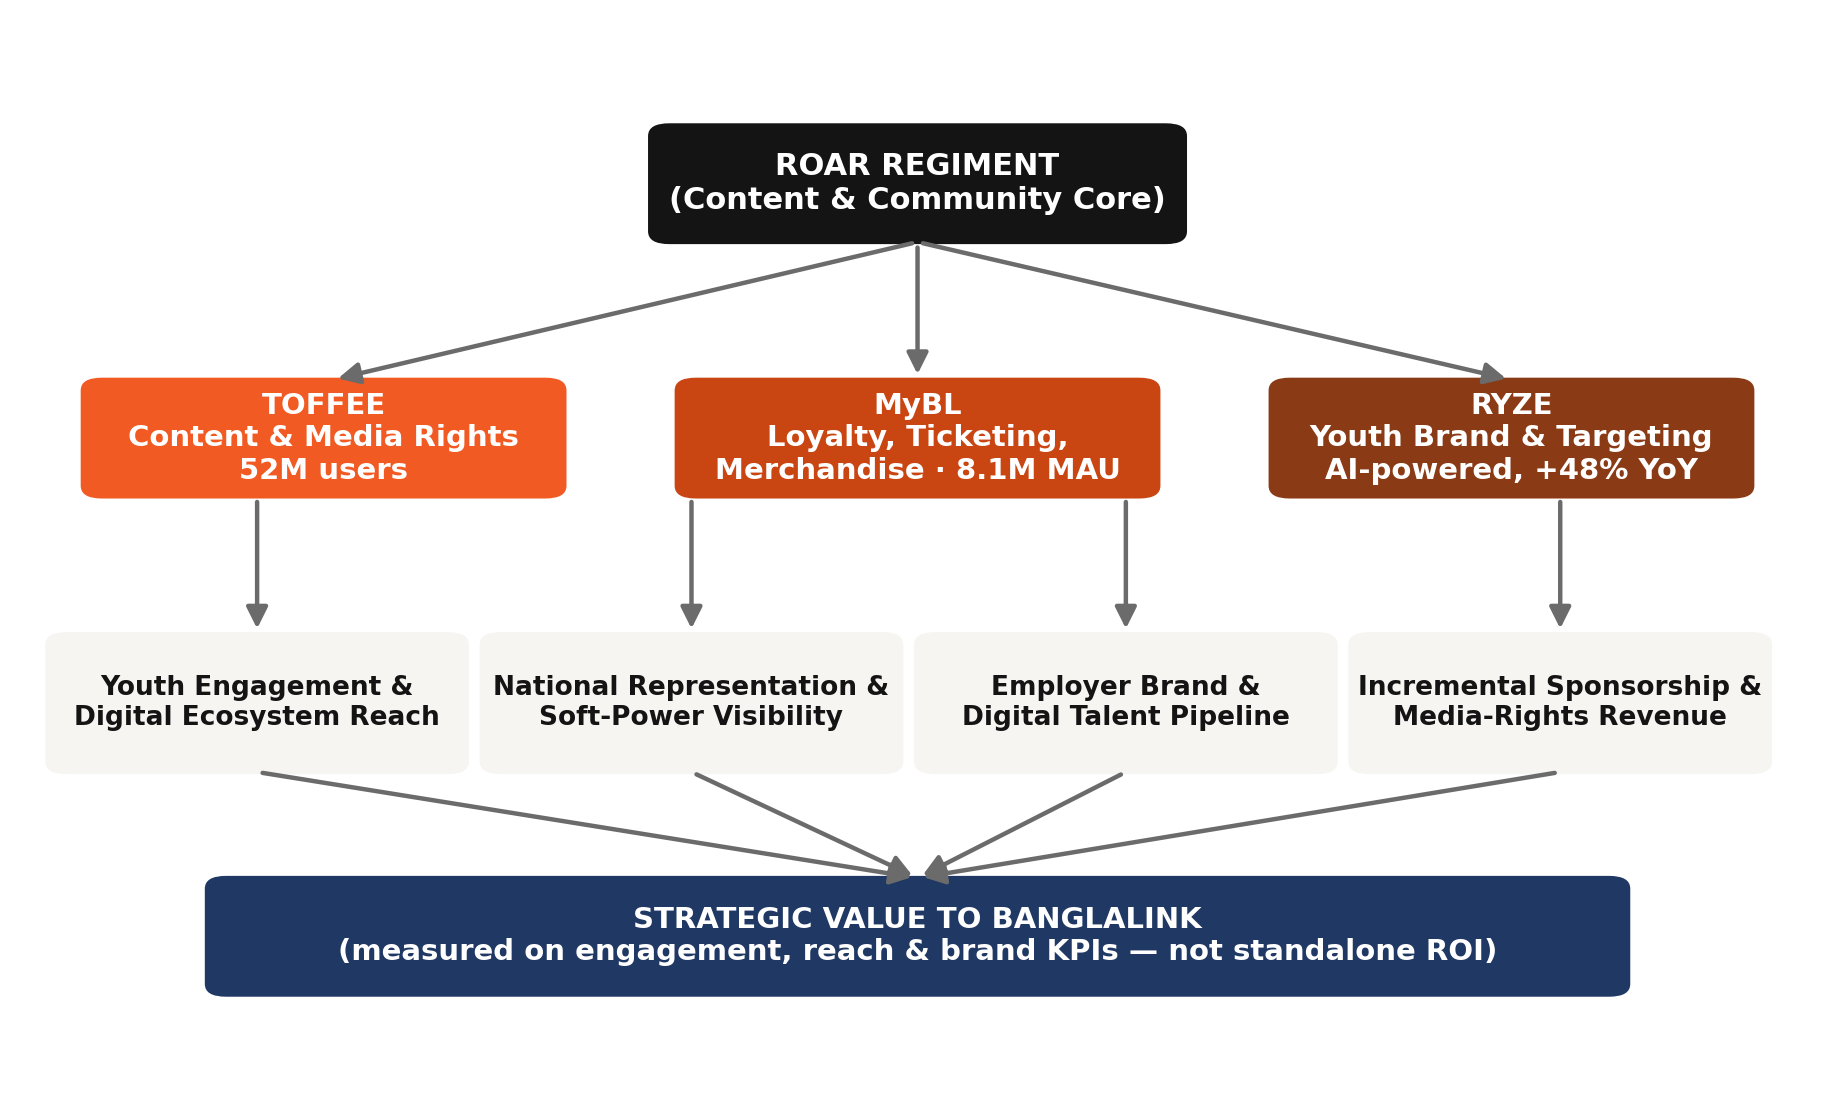 ROAR REGIMENT
(Content & Community Core)
TOFFEE
Content & Media Rights
52M users
MyBL
Loyalty, Ticketing,
Merchandise · 8.1M MAU
RYZE
Youth Brand & Targeting
AI-powered, +48% YoY
Youth Engagement &
Digital Ecosystem Reach
National Representation &
Soft-Power Visibility
Employer Brand &
Digital Talent Pipeline
Incremental Sponsorship &
Media-Rights Revenue
STRATEGIC VALUE TO BANGLALINK
(measured on engagement, reach & brand KPIs — not standalone ROI)